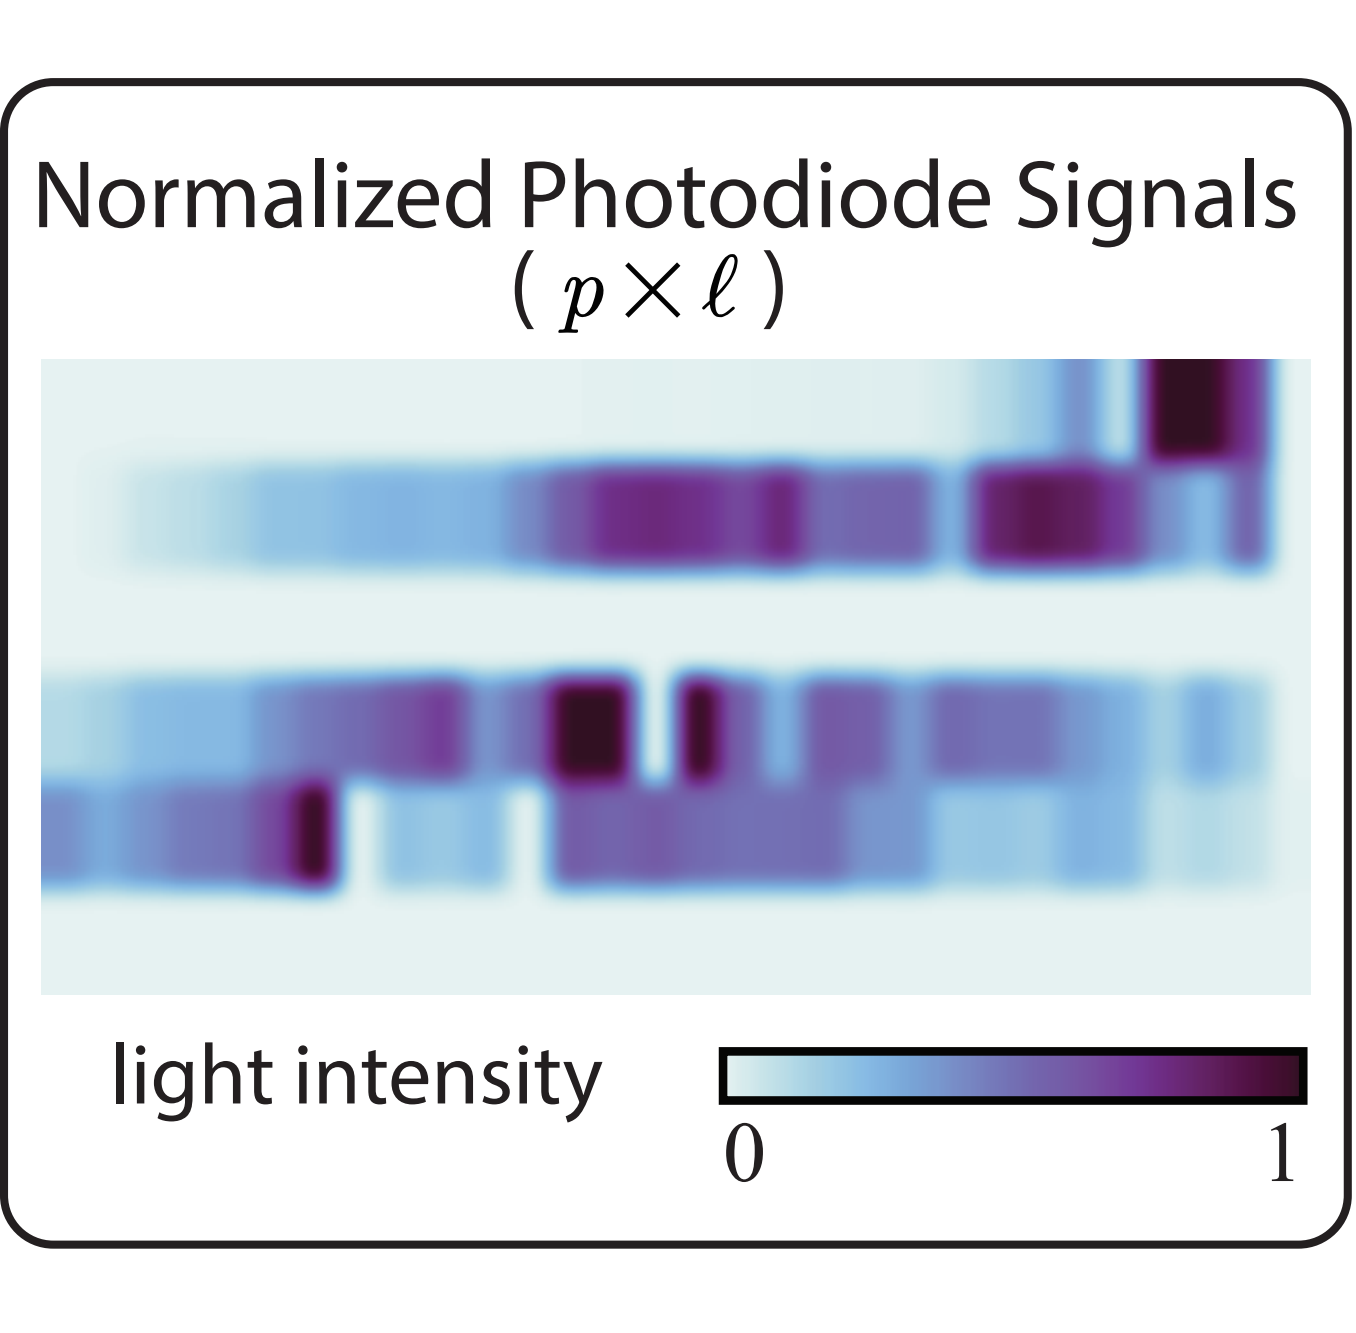 Normalized Photodiode Signals
( p × ℓ )
light intensity
0 1